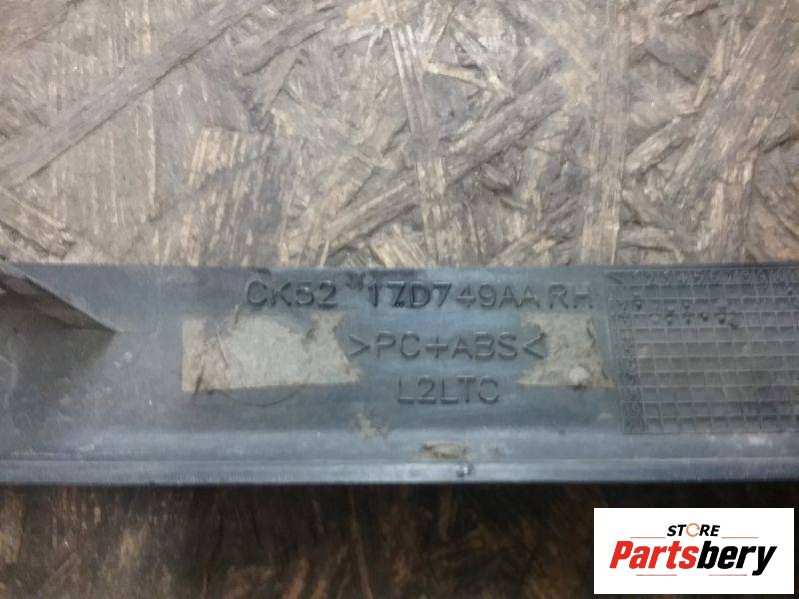 CK52 17D749AA RH
>PC+ABS<
L2LTC
STORE
Partsbery